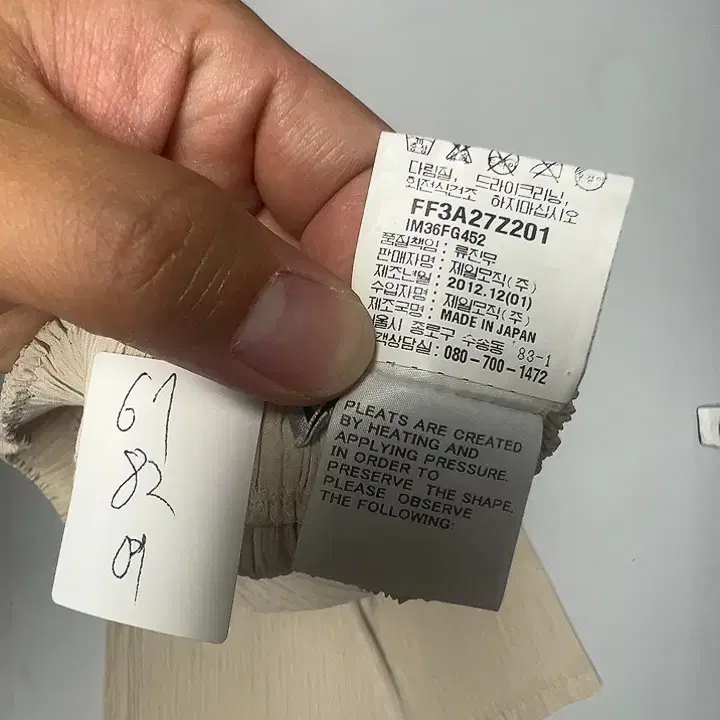 다림질, 드라이크리닝,
회전식건조 하지마십시오
FF3A27Z201
IM36FG452
품질책임 : 류진무
판매자명 : 제일모직(주)
제조년월 : 2012.12(01)
수입자명 : 제일모직(주)
제조국명 : MADE IN JAPAN
서울시 종로구 수송동 83-1
고객상담실 : 080-700-1472
PLEATS ARE CREATED
BY HEATING AND
APPLYING PRESSURE.
IN ORDER TO
PRESERVE THE SHAPE,
PLEASE OBSERVE
THE FOLLOWING:
67
82